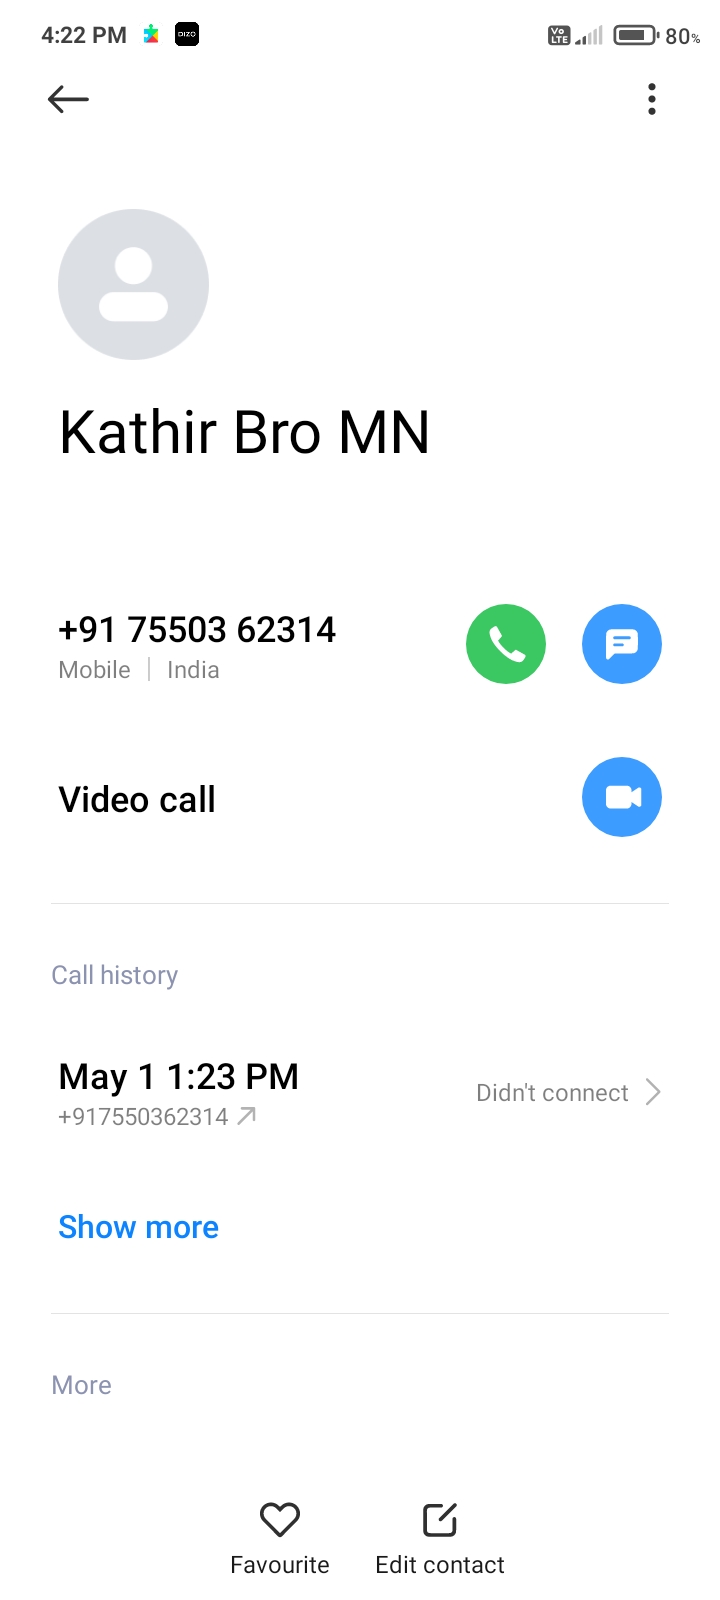 4:22 PM
DIZO
Vo
LTE
80%
Kathir Bro MN
+91 75503 62314
Mobile | India
Video call
Call history
May 1 1:23 PM
+917550362314
Didn't connect
Show more
More
Favourite
Edit contact